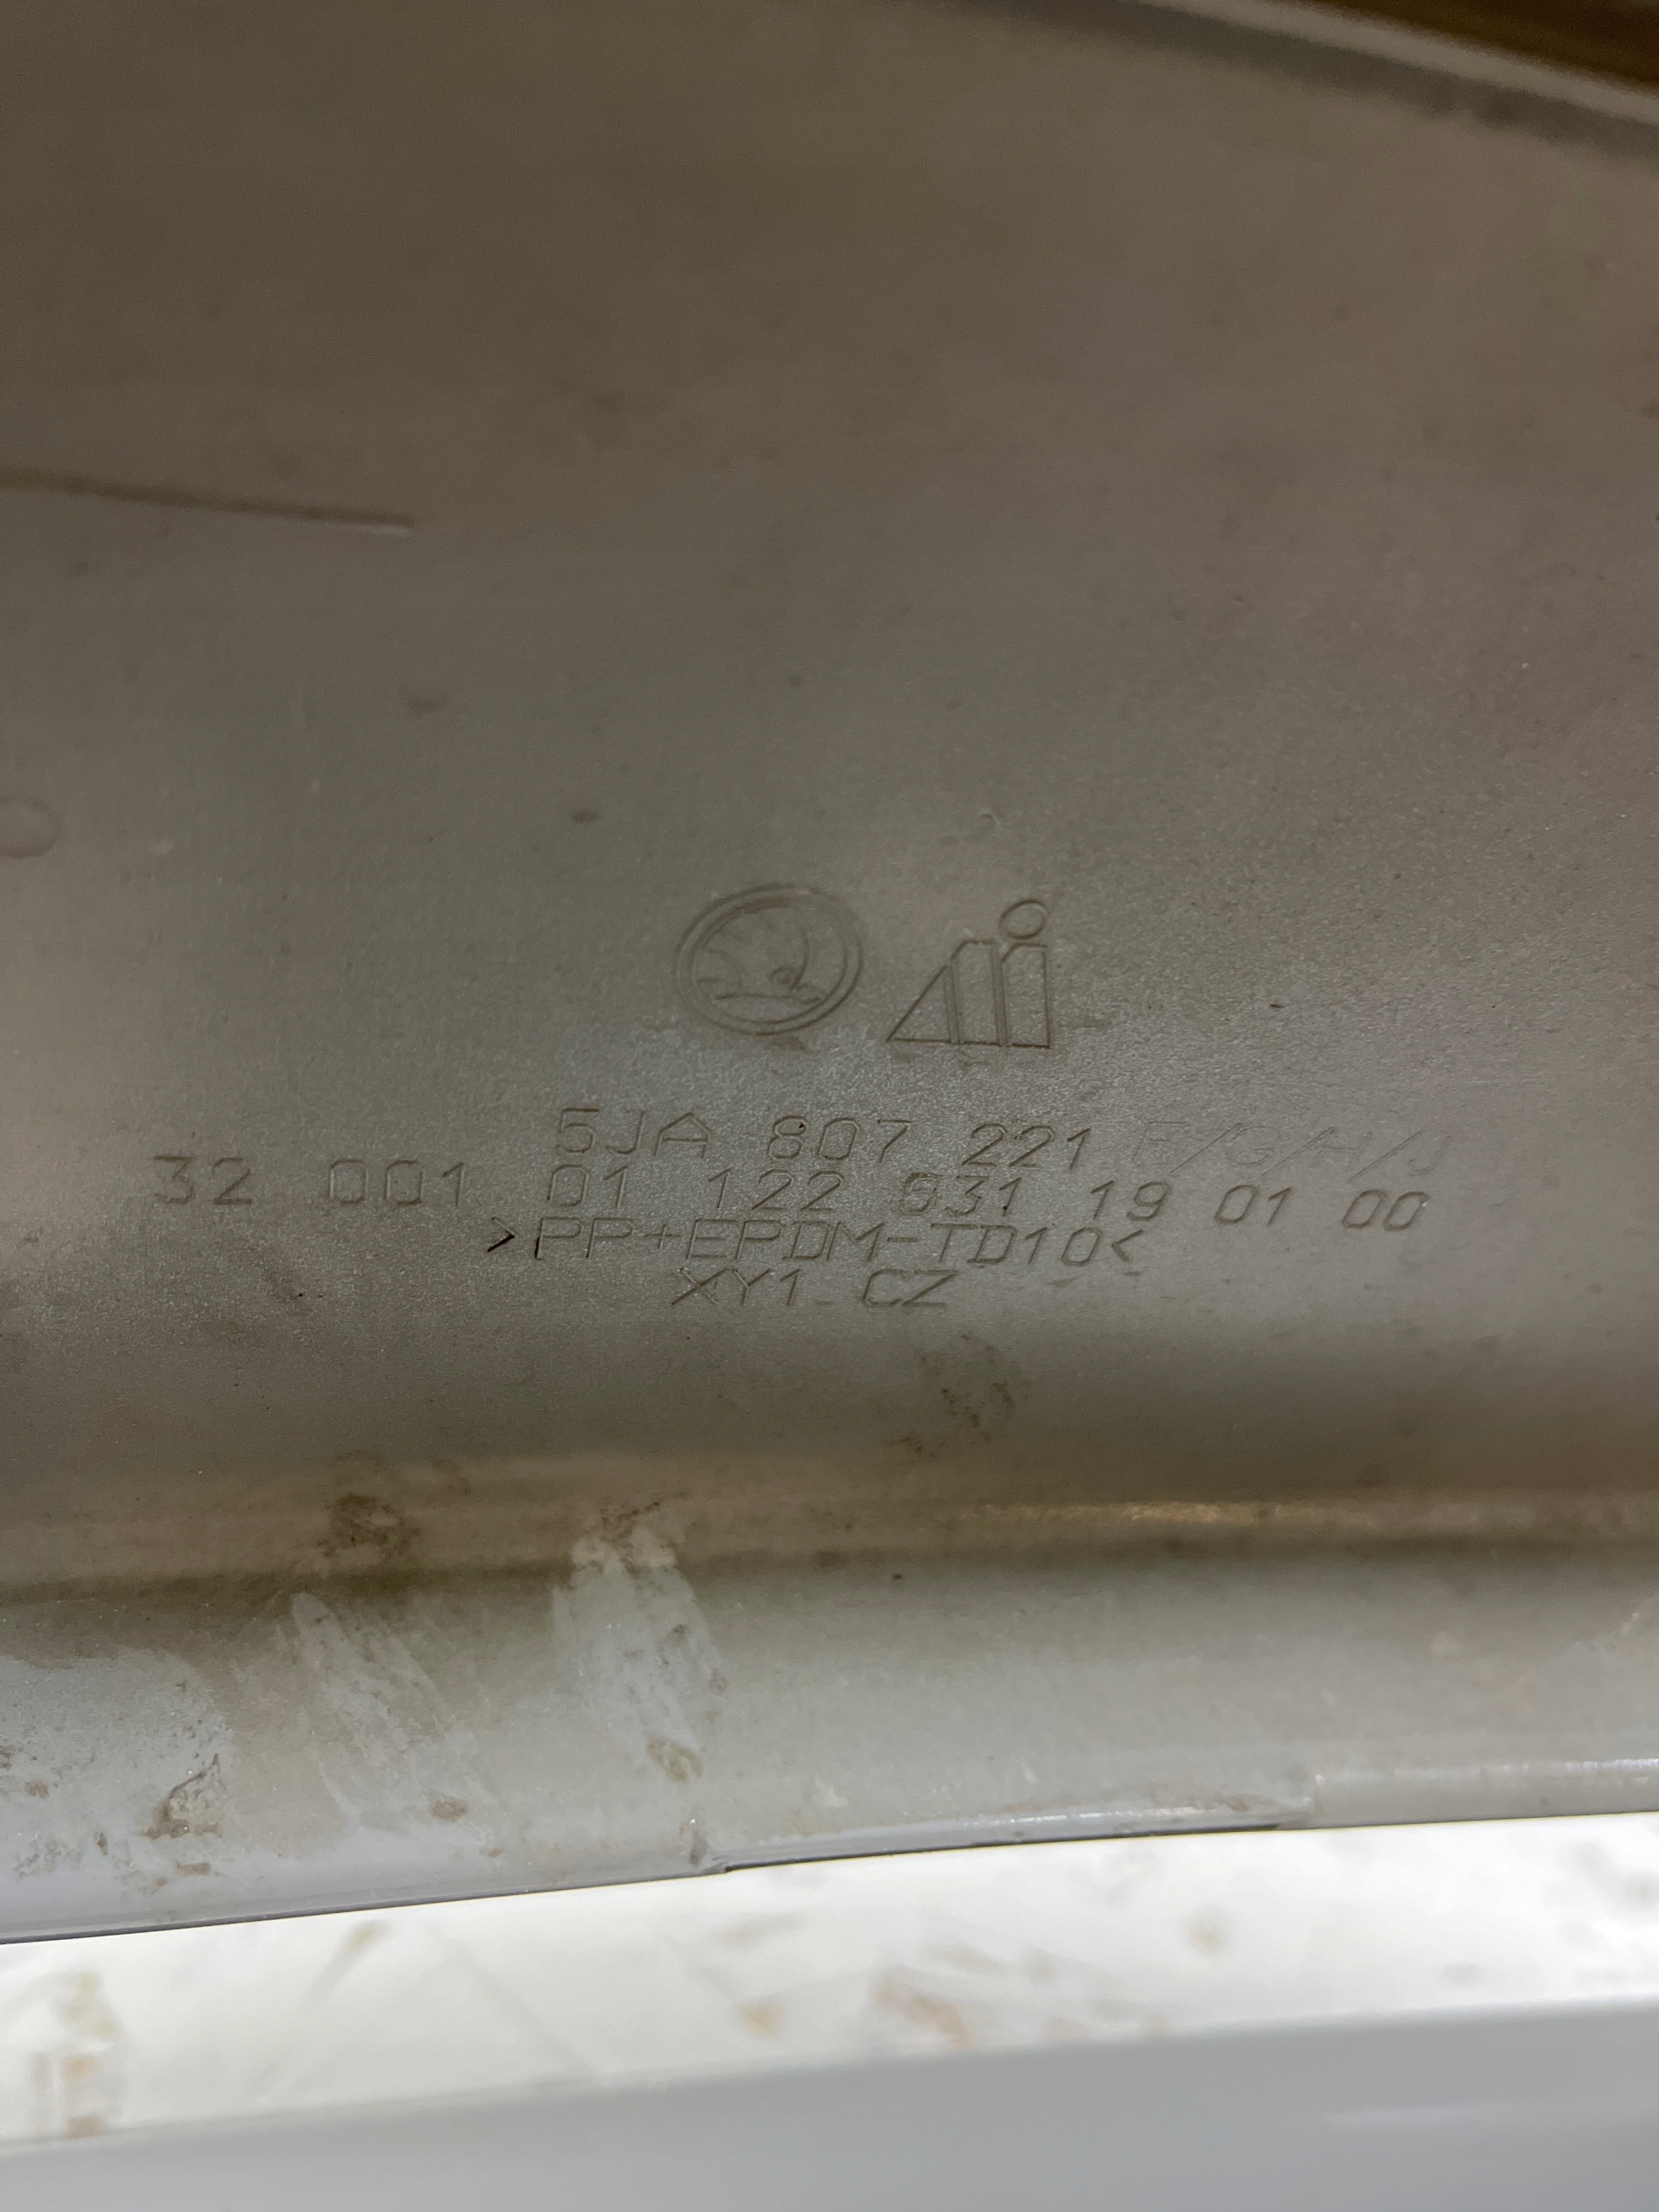 5JA 807 221 F/G/H/J
32 001 01 122 631 19 01 00
>PP+EPDM-TD10<
XY1 CZ